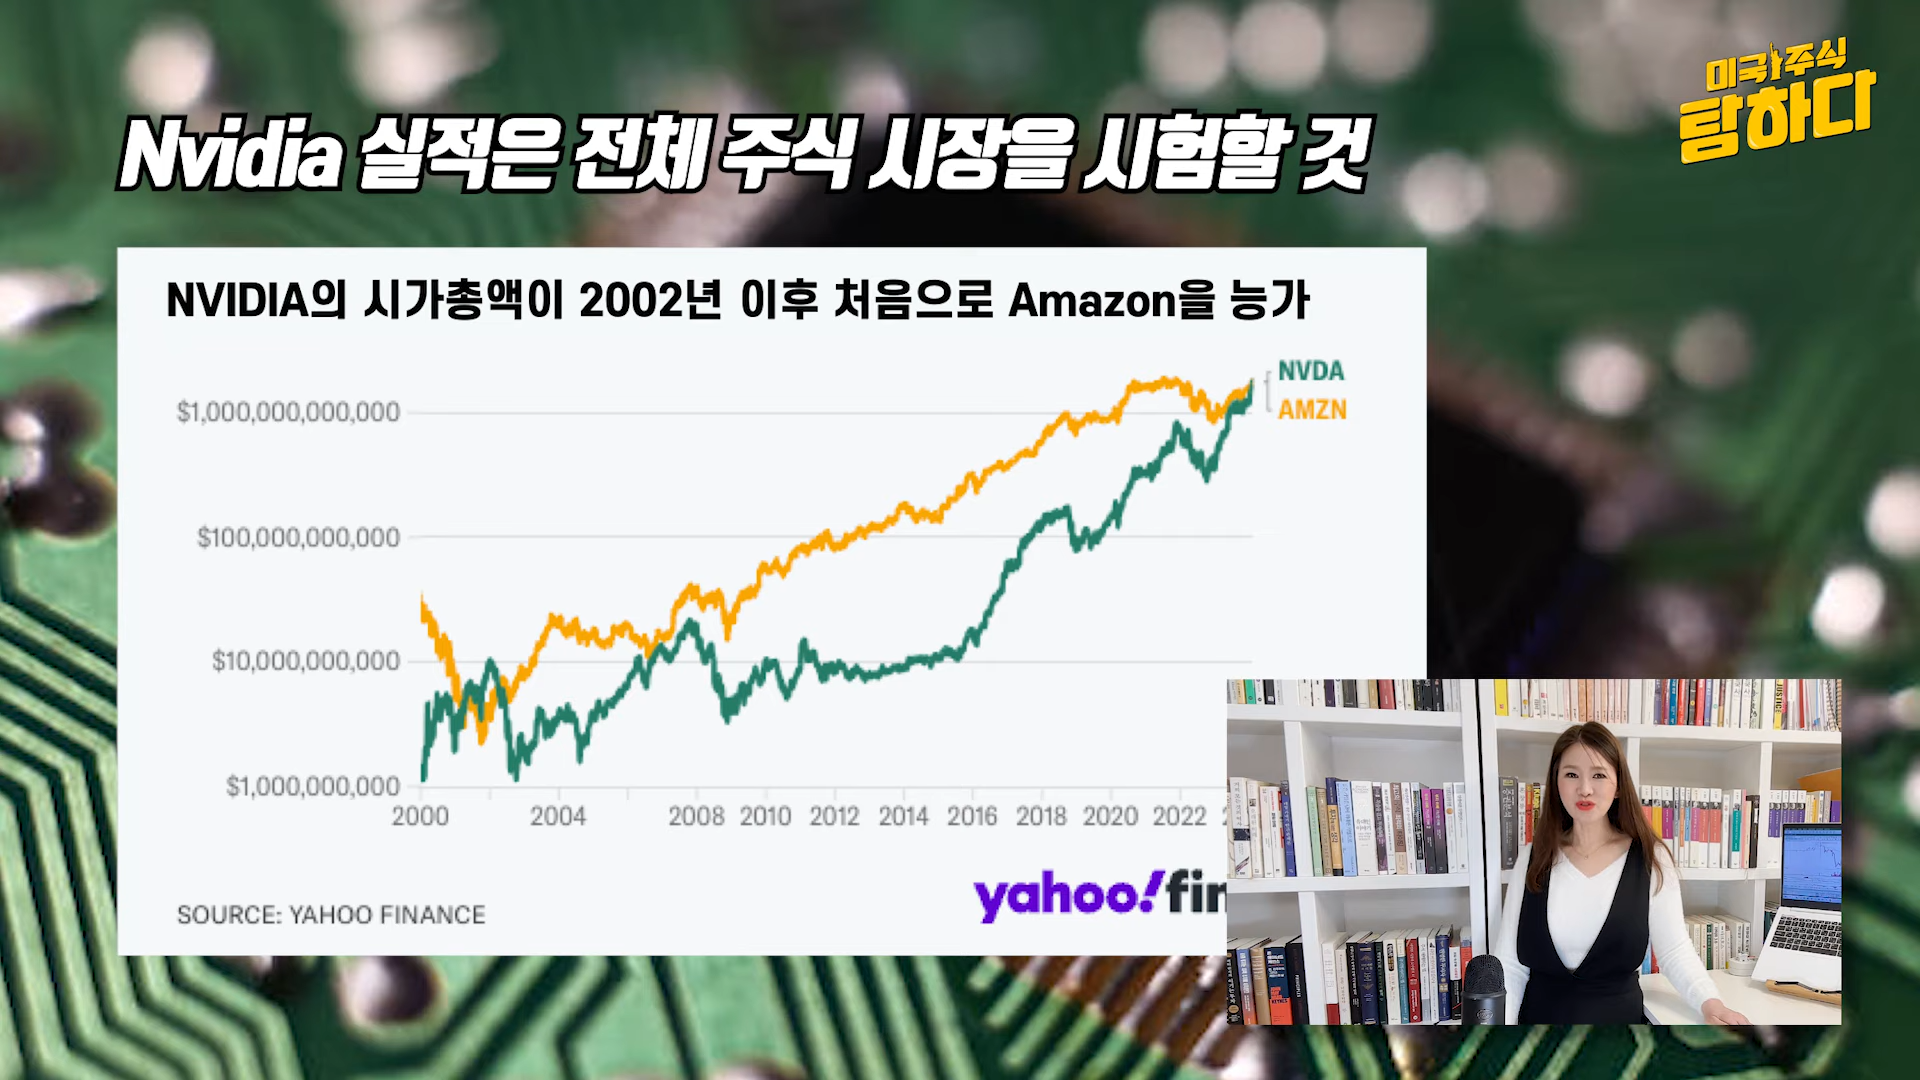 미국주식
탐하다
Nvidia 실적은 전체 주식 시장을 시험할 것
NVIDIA의 시가총액이 2002년 이후 처음으로 Amazon을 능가
NVDA
AMZN
$1,000,000,000,000
$100,000,000,000
$10,000,000,000
$1,000,000,000
2000 2004 2008 2010 2012 2014 2016 2018 2020 2022
yahoo!fin
SOURCE: YAHOO FINANCE
JUSTICE